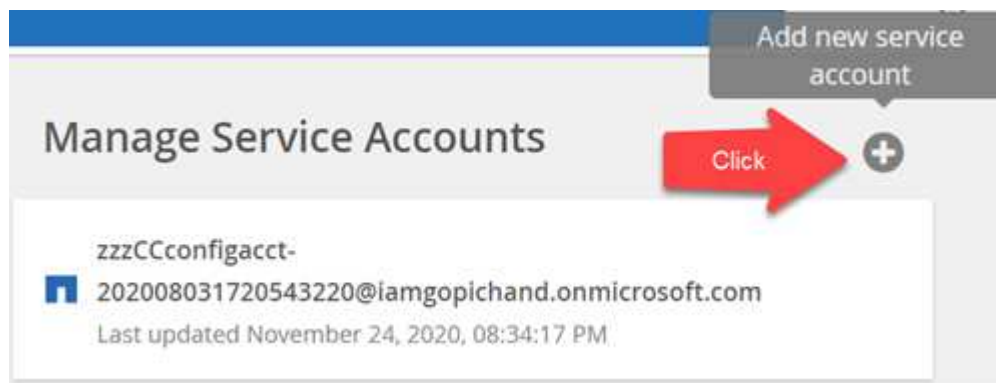 Add new service
account
Manage Service Accounts
Click
zzzCCconfigacct-
202008031720543220@iamgopichand.onmicrosoft.com
Last updated November 24, 2020, 08:34:17 PM